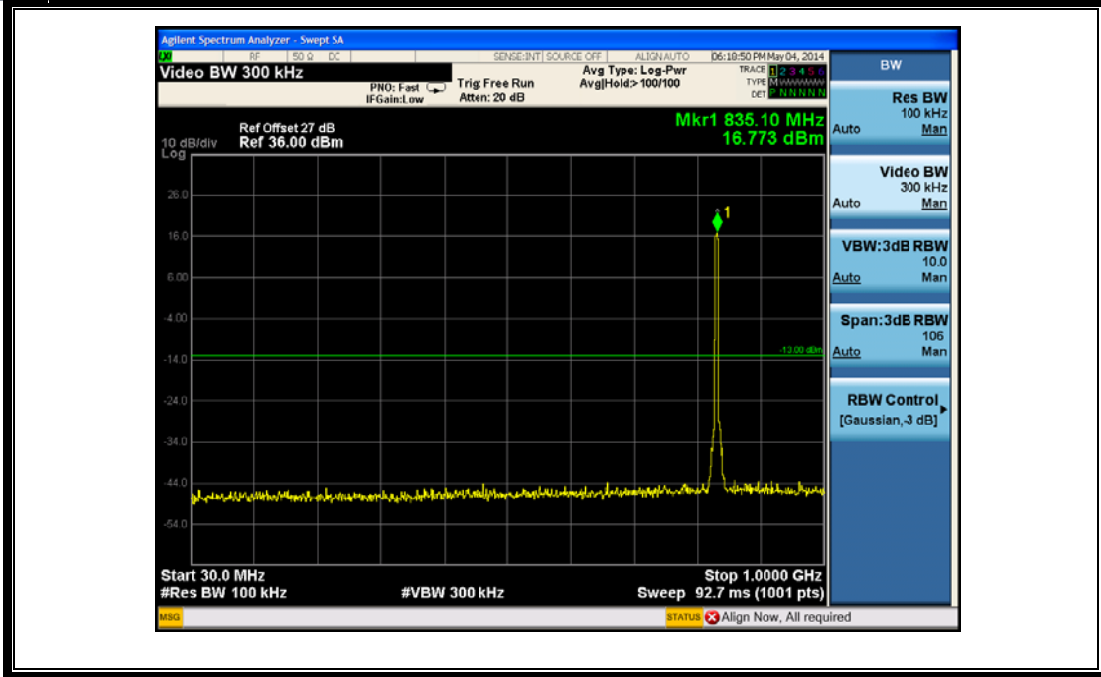 Agilent Spectrum Analyzer - Swept SA
LXI RF 50 Ω DC SENSE:INT SOURCE OFF ALIGN AUTO 06:18:50 PM May 04, 2014
Video BW 300 kHz
PNO: Fast
IFGain:Low
Trig Free Run
Atten: 20 dB
Avg Type: Log-Pwr
Avg|Hold:>100/100
TRACE 1 2 3 4 5 6
TYPE M WWWWW
DET P N N N N N
Mkr1 835.10 MHz
16.773 dBm
Ref Offset 27 dB
Ref 36.00 dBm
10 dB/div
Log
1
26.0
16.0
6.00
-4.00
-13.00 dBm
-14.0
-24.0
-34.0
-44.0
-54.0
Start 30.0 MHz
Stop 1.0000 GHz
#Res BW 100 kHz
#VBW 300 kHz
Sweep 92.7 ms (1001 pts)
MSG
STATUS Align Now, All required
BW
Res BW
100 kHz
Auto Man
Video BW
300 kHz
Auto Man
VBW:3dB RBW
10.0
Auto Man
Span:3dB RBW
106
Auto Man
RBW Control
[Gaussian,-3 dB]